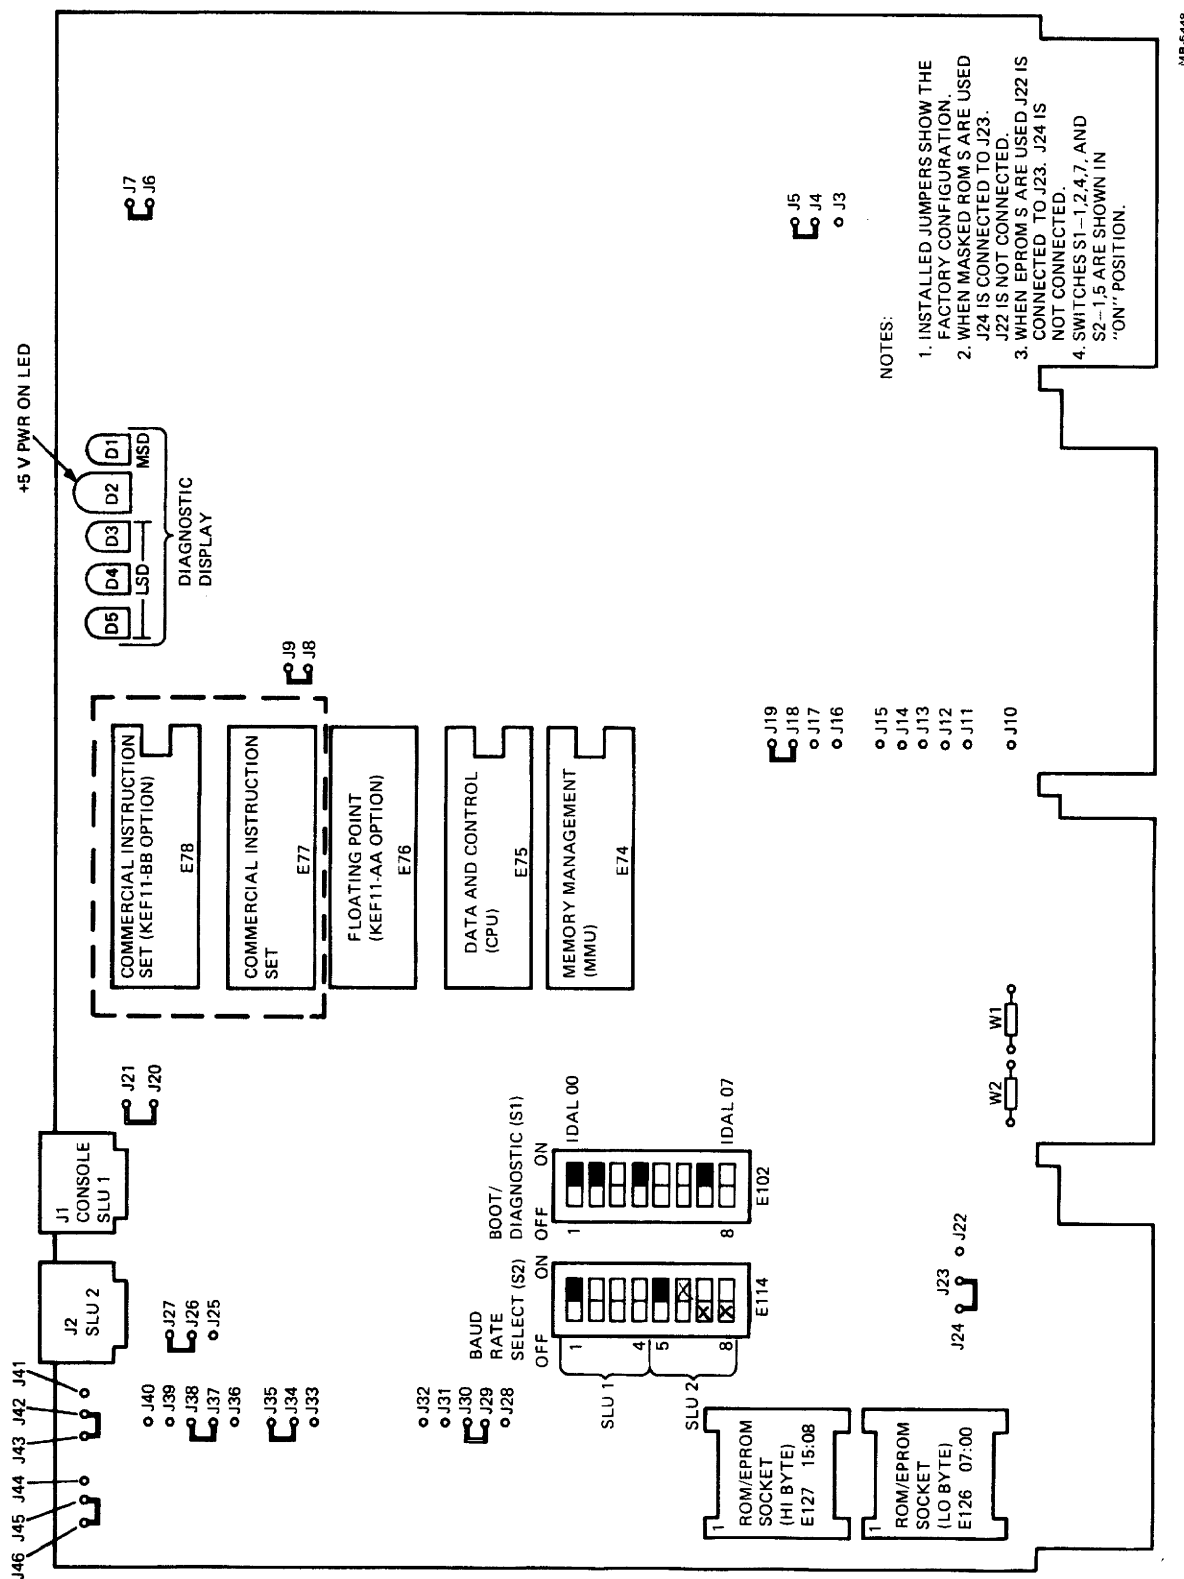 MR-6448
+5 V PWR ON LED
J46
J45
J44
J43
J42
J41
J2
SLU 2
J1
CONSOLE
SLU 1
J21
J20
COMMERCIAL INSTRUCTION
SET (KEF11-BB OPTION)
E78
COMMERCIAL INSTRUCTION
SET
E77
FLOATING POINT
(KEF11-AA OPTION)
E76
DATA AND CONTROL
(CPU)
E75
MEMORY MANAGEMENT
(MMU)
E74
D5
D4
D3
D2
D1
LSD
MSD
DIAGNOSTIC
DISPLAY
J9
J8
J7
J6
J40
J39
J38
J37
J36
J35
J34
J33
J27
J26
J25
J32
J31
J30
J29
J28
BAUD
RATE
SELECT (S2)
OFF
ON
1
4
5
8
E114
SLU 1
SLU 2
BOOT/
DIAGNOSTIC (S1)
OFF
ON
1
8
IDAL 00
IDAL 07
E102
J19
J18
J17
J16
J15
J14
J13
J12
J11
J10
J5
J4
J3
1
ROM/EPROM
SOCKET
(HI BYTE)
E127 15:08
1
ROM/EPROM
SOCKET
(LO BYTE)
E126 07:00
J24
J23
J22
W2
W1
NOTES:
1. INSTALLED JUMPERS SHOW THE
FACTORY CONFIGURATION.
2. WHEN MASKED ROM S ARE USED
J24 IS CONNECTED TO J23.
J22 IS NOT CONNECTED.
3. WHEN EPROM S ARE USED J22 IS
CONNECTED TO J23. J24 IS
NOT CONNECTED.
4. SWITCHES S1–1,2,4,7, AND
S2–1,5 ARE SHOWN IN
"ON" POSITION.